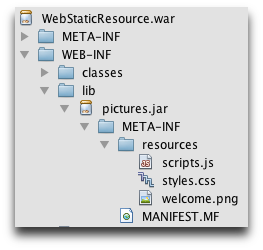 WebStaticResource.war
META-INF
WEB-INF
classes
lib
pictures.jar
META-INF
resources
scripts.js
styles.css
welcome.png
MANIFEST.MF